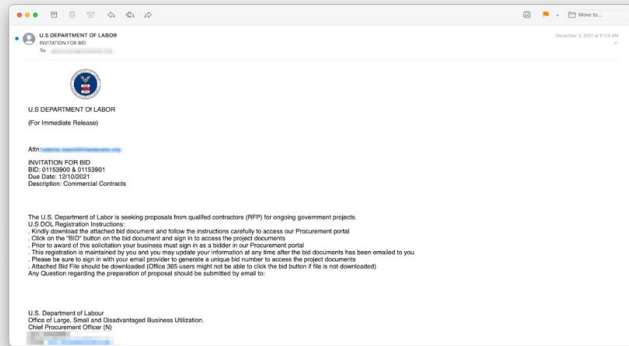 Move to...
U.S DEPARTMENT OF LABOR
INVITATION FOR BID
To:
U.S DEPARTMENT Of LABOR
(For Immediate Release)
Attn:
INVITATION FOR BID
BID: 01153900 & 01153901
Due Date: 12/10/2021
Description: Commercial Contracts
The U.S. Department of Labor is seeking proposals from qualifed contractors (RFP) for ongoing government projects.
U.S DOL Registration Instructions:
. Kindly download the attached bid document and follow the instructions carefully to access our Procurement portal
. Click on the "BID" button on the bid document and sign in to access the project documents
. Prior to award of this solicitation your business must sign in as a bidder in our Procurement portal
. This registration is maintained by you and you may update your information at any time after the bid documents has been emailed to you
. Please be sure to sign in with your email provider to generate a unique bid number to access the project documents
. Attached Bid File should be downloaded (Office 365 users might not be able to click the bid button if file is not downloaded)
Any Question regarding the preparation of proposal should be submitted by email to:
U.S. Department of Labour
Office of Large, Small and Disadvantaged Business Utilization.
Chief Procurement Officer (N)